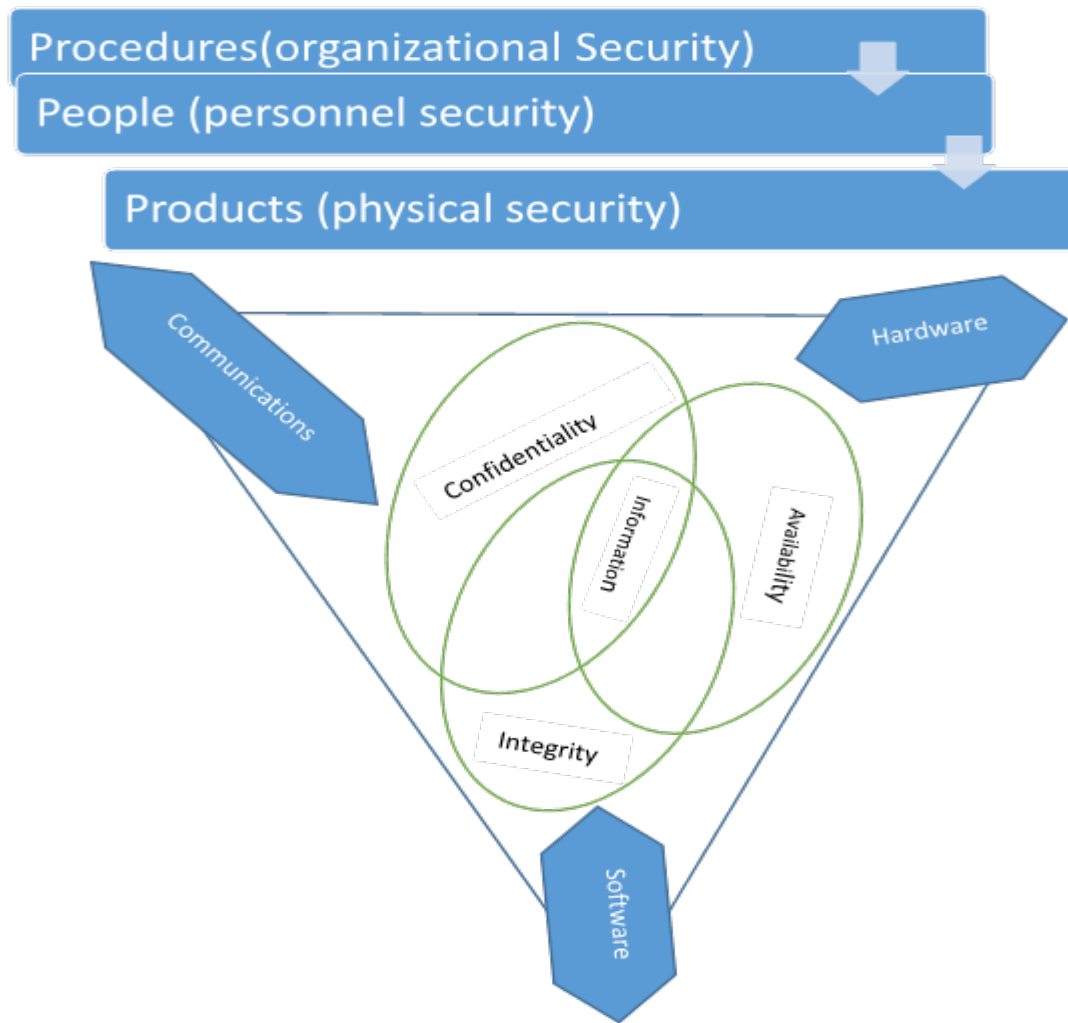 Procedures(organizational Security)
People (personnel security)
Products (physical security)
Communications
Hardware
Confidentiality
Information
Availability
Integrity
Software